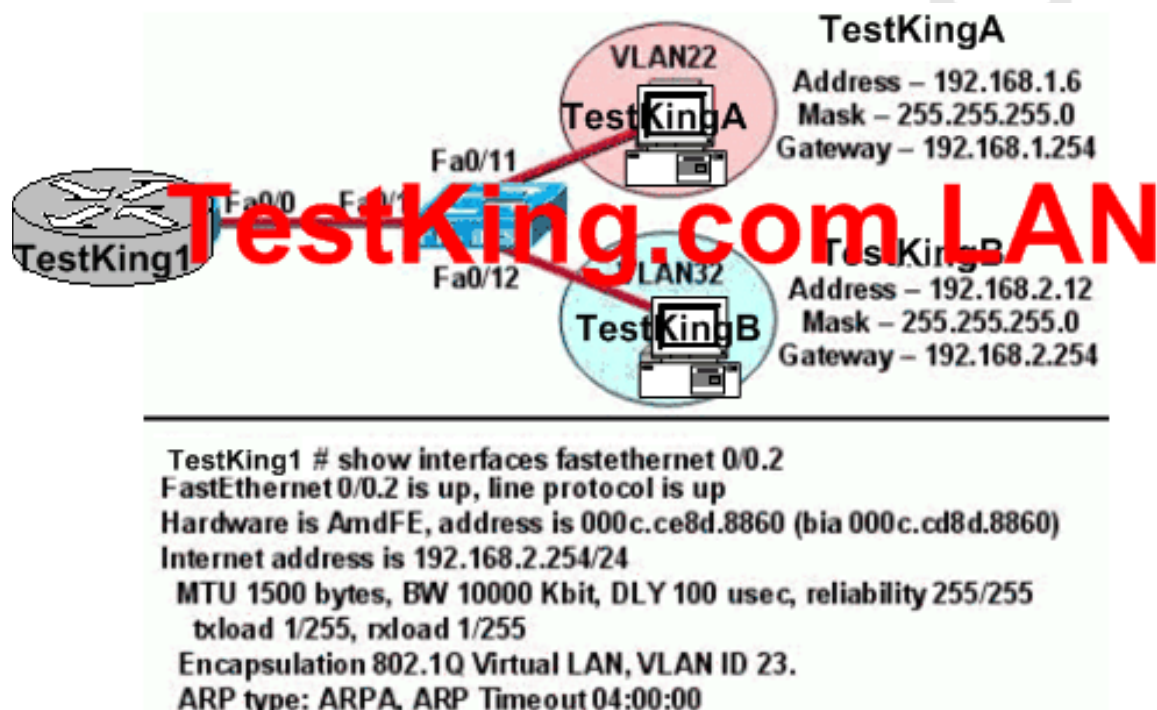 TestKingA
VLAN22
Address – 192.168.1.6
Mask – 255.255.255.0
Gateway – 192.168.1.254
TestKingA
Fa0/11
Fa0/0
TestKing1
TestKing.com LAN
Fa0/12
VLAN32
TestKingB
TestKingB
Address – 192.168.2.12
Mask – 255.255.255.0
Gateway – 192.168.2.254
TestKing1 # show interfaces fastethernet 0/0.2
FastEthernet 0/0.2 is up, line protocol is up
Hardware is AmdFE, address is 000c.ce8d.8860 (bia 000c.cd8d.8860)
Internet address is 192.168.2.254/24
MTU 1500 bytes, BW 10000 Kbit, DLY 100 usec, reliability 255/255
txload 1/255, rxload 1/255
Encapsulation 802.1Q Virtual LAN, VLAN ID 23.
ARP type: ARPA, ARP Timeout 04:00:00